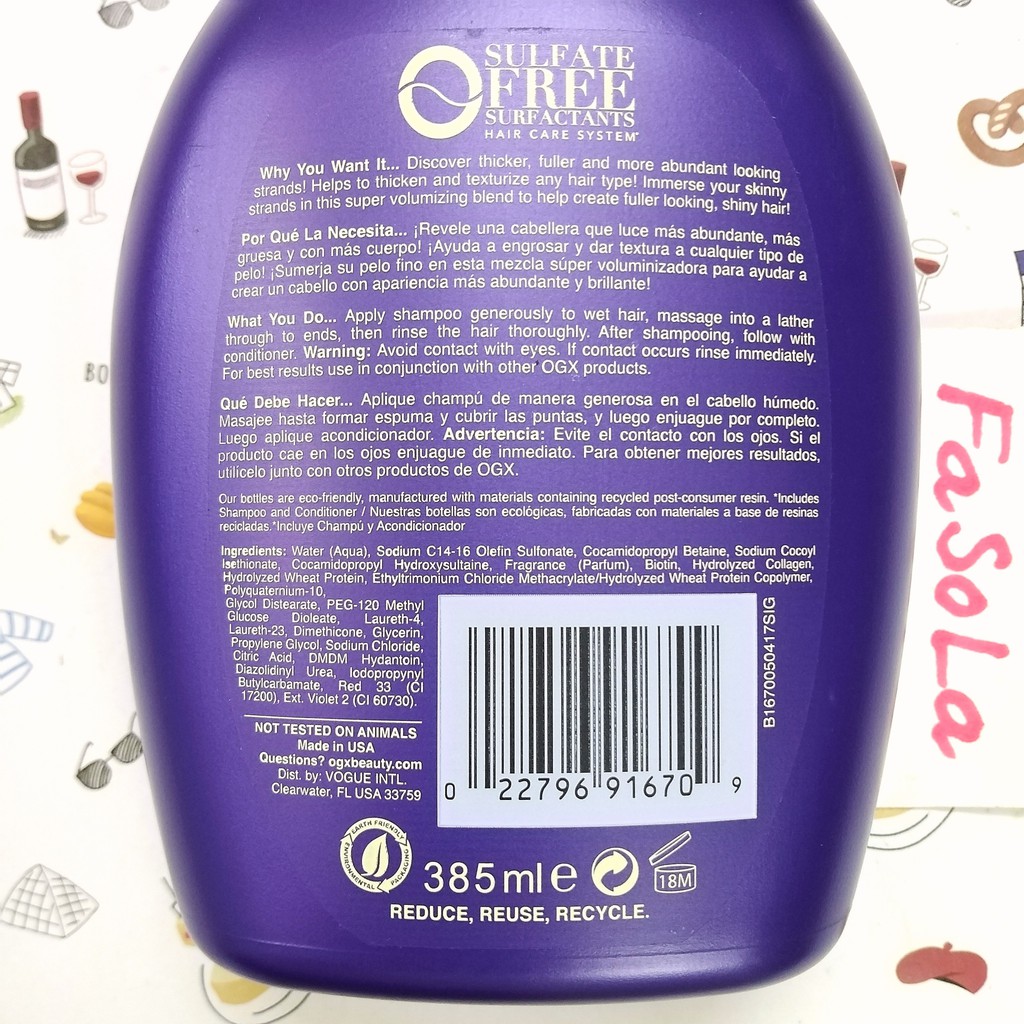 SULFATE
FREE
SURFACTANTS
HAIR CARE SYSTEM
Why You Want It... Discover thicker, fuller and more abundant looking
strands! Helps to thicken and texturize any hair type! Immerse your skinny
strands in this super volumizing blend to help create fuller looking, shiny hair!
Por Qué La Necesita... ¡Revele una cabellera que luce más abundante, más
gruesa y con más cuerpo! ¡Ayuda a engrosar y dar textura a cualquier tipo de
pelo! ¡Sumerja su pelo fino en esta mezcla súper voluminizadora para ayudar a
crear un cabello con apariencia más abundante y brillante!
What You Do... Apply shampoo generously to wet hair, massage into a lather
through to ends, then rinse the hair thoroughly. After shampooing, follow with
conditioner. Warning: Avoid contact with eyes. If contact occurs rinse immediately.
For best results use in conjunction with other OGX products.
Qué Debe Hacer... Aplique champú de manera generosa en el cabello húmedo.
Masajee hasta formar espuma y cubrir las puntas, y luego enjuague por completo.
Luego aplique acondicionador. Advertencia: Evite el contacto con los ojos. Si el
producto cae en los ojos enjuague de inmediato. Para obtener mejores resultados,
utilícelo junto con otros productos de OGX.
Our bottles are eco-friendly, manufactured with materials containing recycled post-consumer resin. *Includes
Shampoo and Conditioner / Nuestras botellas son ecológicas, fabricadas con materiales a base de resinas
recicladas.*Incluye Champú y Acondicionador
Ingredients: Water (Aqua), Sodium C14-16 Olefin Sulfonate, Cocamidopropyl Betaine, Sodium Cocoyl
Isethionate, Cocamidopropyl Hydroxysultaine, Fragrance (Parfum), Biotin, Hydrolyzed Collagen,
Hydrolyzed Wheat Protein, Ethyltrimonium Chloride Methacrylate/Hydrolyzed Wheat Protein Copolymer,
Polyquaternium-10,
Glycol Distearate, PEG-120 Methyl
Glucose Dioleate, Laureth-4,
Laureth-23, Dimethicone, Glycerin,
Propylene Glycol, Sodium Chloride,
Citric Acid, DMDM Hydantoin,
Diazolidinyl Urea, Iodopropynyl
Butylcarbamate, Red 33 (CI
17200), Ext. Violet 2 (CI 60730).
NOT TESTED ON ANIMALS
Made in USA
Questions? ogxbeauty.com
Dist. by: VOGUE INTL.
Clearwater, FL USA 33759
0 22796 91670 9
B1670050417SIG
EARTH FRIENDLY
ENVIRONMENTAL PACKAGING
385ml e
18M
REDUCE, REUSE, RECYCLE.
FaSoLa
BO